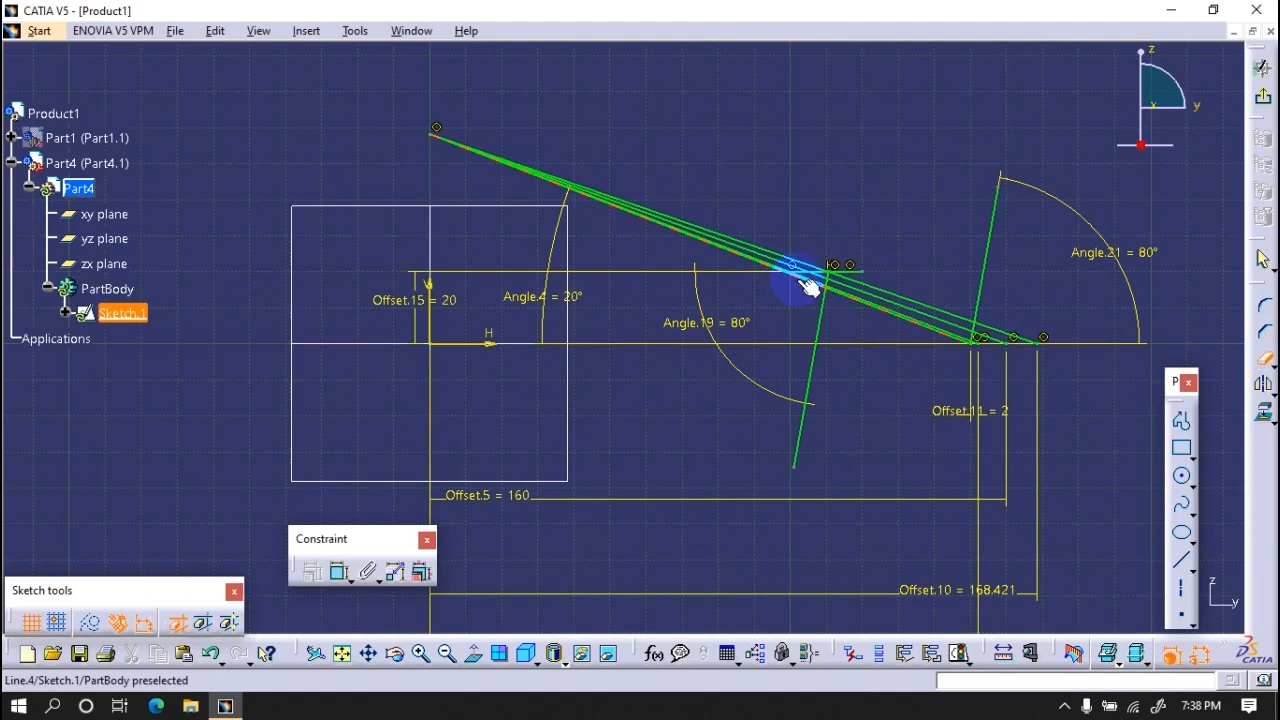 CATIA V5 - [Product1]
Start ENOVIA V5 VPM File Edit View Insert Tools Window Help
Product1
Part1 (Part1.1)
Part4 (Part4.1)
Part4
xy plane
yz plane
zx plane
PartBody
Sketch.1
Applications
z
x
y
Angle.21 = 80°
Offset.15 = 20
Angle.4 = 20°
Angle.19 = 80°
V
H
Offset.11 = 2
Offset.5 = 160
Offset.10 = 168.421
P
Constraint
Sketch tools
z
y
f(x)
CATIA
Line.4/Sketch.1/PartBody preselected
7:38 PM